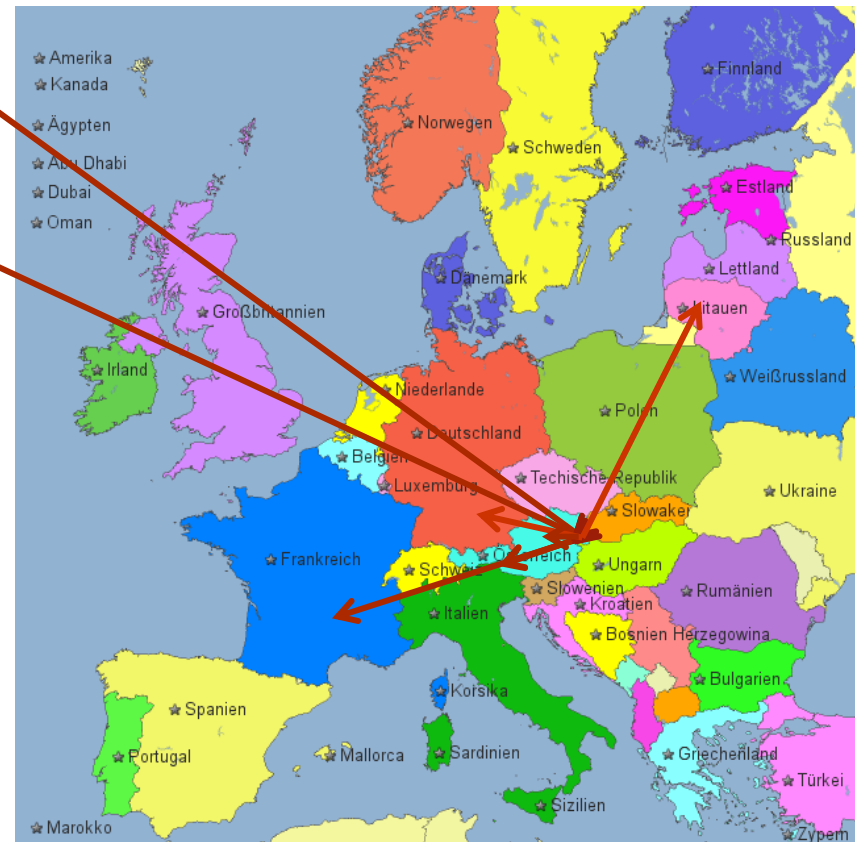 Amerika
Kanada
Ägypten
Abu Dhabi
Dubai
Oman
Finnland
Norwegen
Schweden
Estland
Russland
Lettland
Dänemark
Litauen
Großbritannien
Irland
Weißrussland
Niederlande
Polen
Deutschland
Belgien
Luxemburg
Techische Republik
Ukraine
Slowakei
Frankreich
Schweiz
Österreich
Ungarn
Slowenien
Rumänien
Kroatien
Italien
Bosnien Herzegowina
Bulgarien
Korsika
Spanien
Portugal
Mallorca
Sardinien
Griechenland
Türkei
Sizilien
Marokko
Zypern